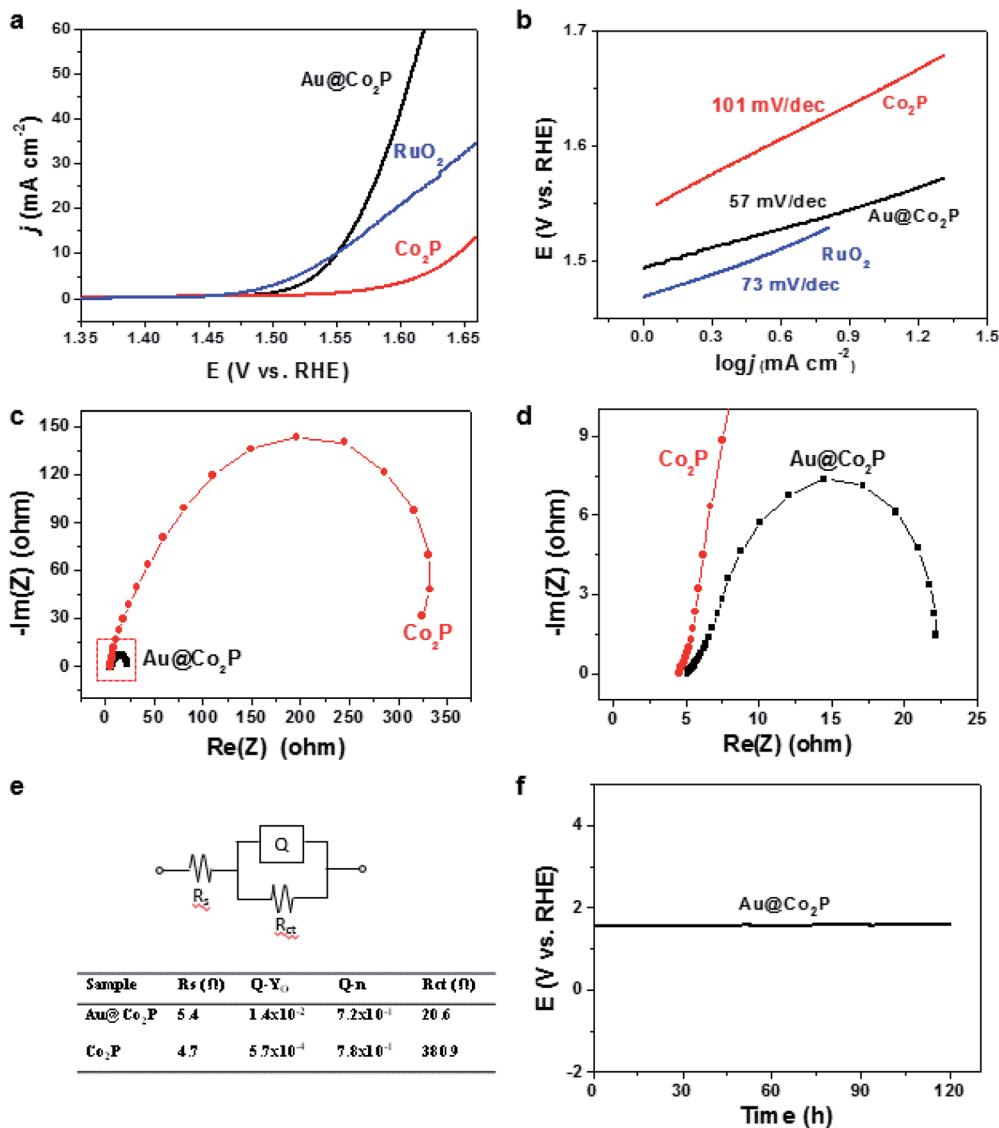 a
60
50
40
30
20
10
0
j (mA cm⁻²)
Au@Co₂P
RuO₂
Co₂P
1.35 1.40 1.45 1.50 1.55 1.60 1.65
E (V vs. RHE)
b
1.7
1.6
1.5
E (V vs. RHE)
101 mV/dec
Co₂P
57 mV/dec
Au@Co₂P
RuO₂
73 mV/dec
0.0 0.3 0.6 0.9 1.2 1.5
logj (mA cm⁻²)
c
150
120
90
60
30
0
-Im(Z) (ohm)
Co₂P
Au@Co₂P
0 50 100 150 200 250 300 350
Re(Z) (ohm)
d
9
6
3
0
-Im(Z) (ohm)
Co₂P
Au@Co₂P
0 5 10 15 20 25
Re(Z) (ohm)
e
Q
Rs
Rct
Sample Rs (Ω) Q-Y₀ Q-n Rct (Ω)
Au@Co₂P 5.4 1.4x10⁻² 7.2x10⁻¹ 20.6
Co₂P 4.7 5.7x10⁻⁴ 7.8x10⁻¹ 380.9
f
4
2
0
-2
E (V vs. RHE)
Au@Co₂P
0 30 60 90 120
Time (h)